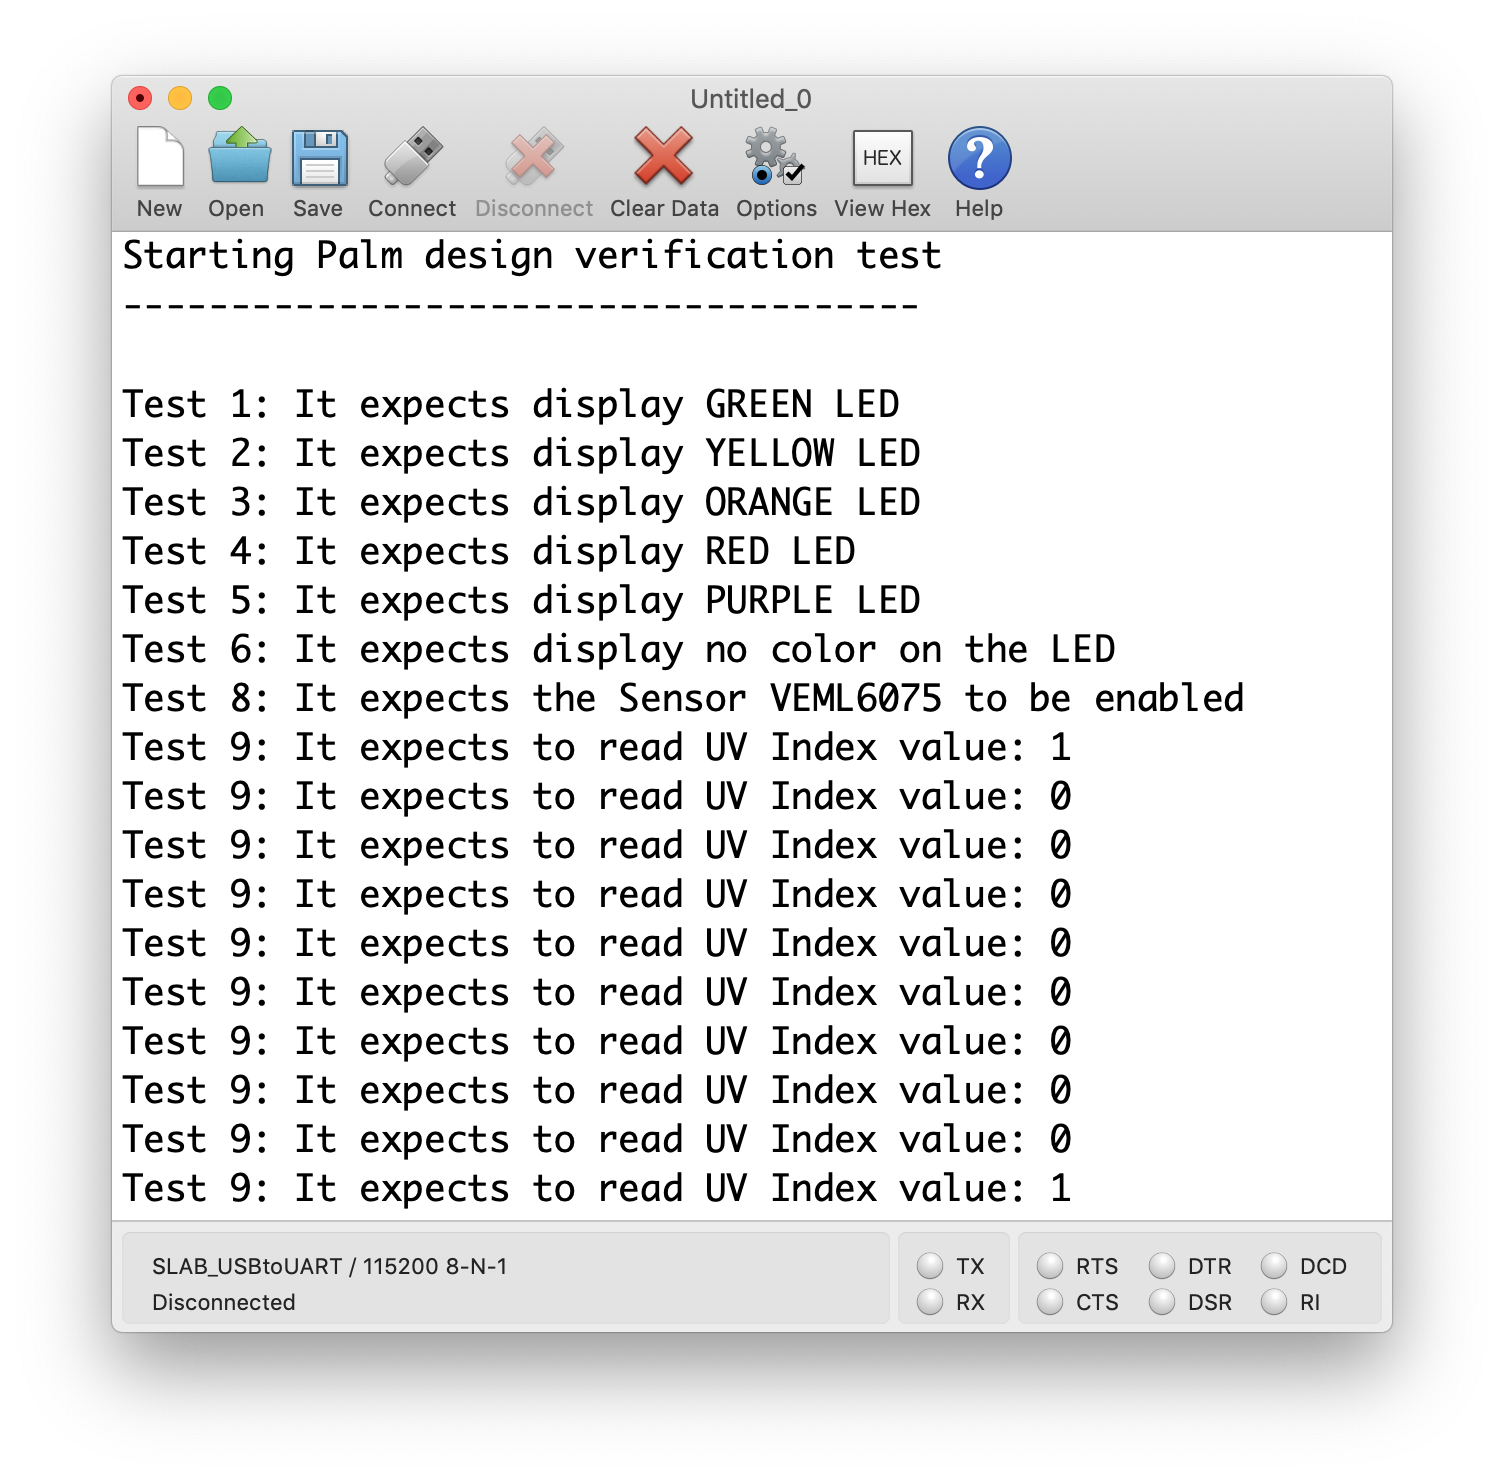 Untitled_0
New Open Save Connect Disconnect Clear Data Options HEX View Hex Help
Starting Palm design verification test
-------------------------------------
Test 1: It expects display GREEN LED
Test 2: It expects display YELLOW LED
Test 3: It expects display ORANGE LED
Test 4: It expects display RED LED
Test 5: It expects display PURPLE LED
Test 6: It expects display no color on the LED
Test 8: It expects the Sensor VEML6075 to be enabled
Test 9: It expects to read UV Index value: 1
Test 9: It expects to read UV Index value: 0
Test 9: It expects to read UV Index value: 0
Test 9: It expects to read UV Index value: 0
Test 9: It expects to read UV Index value: 0
Test 9: It expects to read UV Index value: 0
Test 9: It expects to read UV Index value: 0
Test 9: It expects to read UV Index value: 0
Test 9: It expects to read UV Index value: 0
Test 9: It expects to read UV Index value: 1
SLAB_USBtoUART / 115200 8-N-1
Disconnected
TX RTS DTR DCD
RX CTS DSR RI